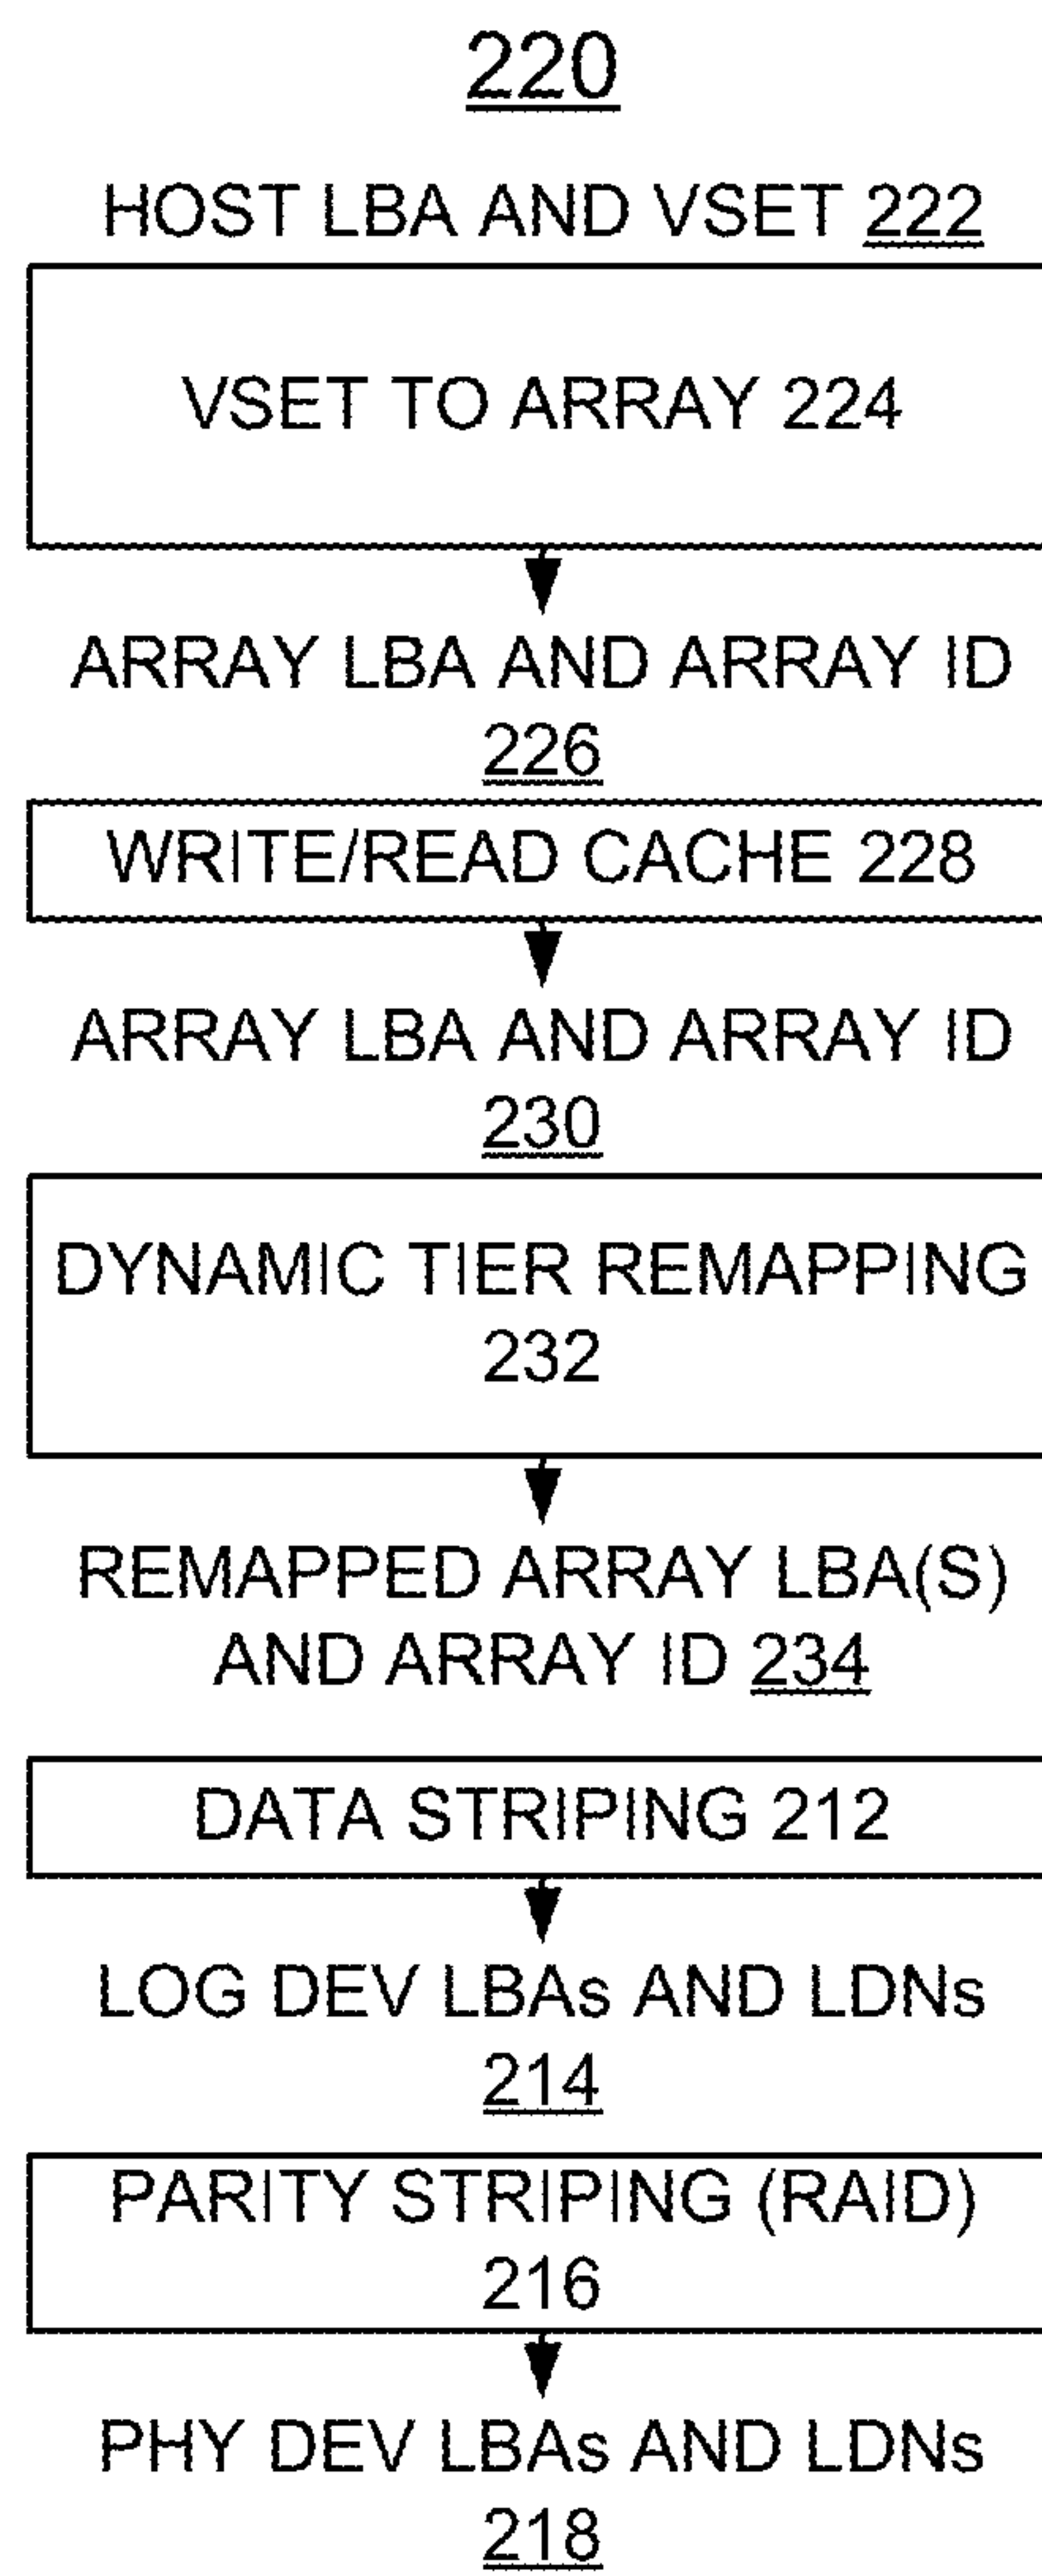 220
HOST LBA AND VSET 222
VSET TO ARRAY 224
ARRAY LBA AND ARRAY ID
226
WRITE/READ CACHE 228
ARRAY LBA AND ARRAY ID
230
DYNAMIC TIER REMAPPING
232
REMAPPED ARRAY LBA(S)
AND ARRAY ID 234
DATA STRIPING 212
LOG DEV LBAs AND LDNs
214
PARITY STRIPING (RAID)
216
PHY DEV LBAs AND LDNs
218